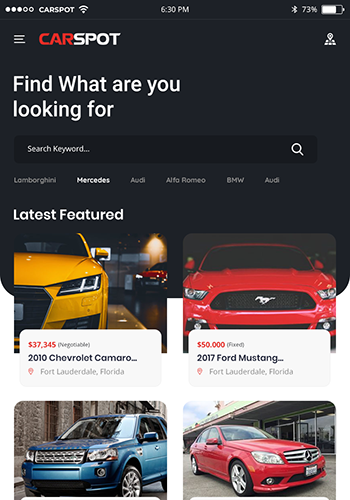 CARSPOT
6:30 PM
73%
CARSPOT
Find What are you
looking for
Search Keyword...
Lamborghini Mercedes Audi Alfa Romeo BMW Audi
Latest Featured
$37,345 (Negotiable)
2010 Chevrolet Camaro...
Fort Lauderdale, Florida
$50.000 (Fixed)
2017 Ford Mustang...
Fort Lauderdale, Florida